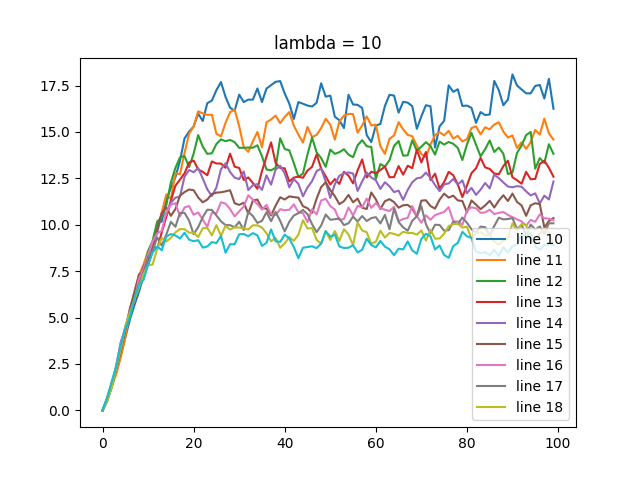 lambda = 10
17.5
15.0
12.5
10.0
7.5
5.0
2.5
0.0
line 10
line 11
line 12
line 13
line 14
line 15
line 16
line 17
line 18
0 20 40 60 80 100